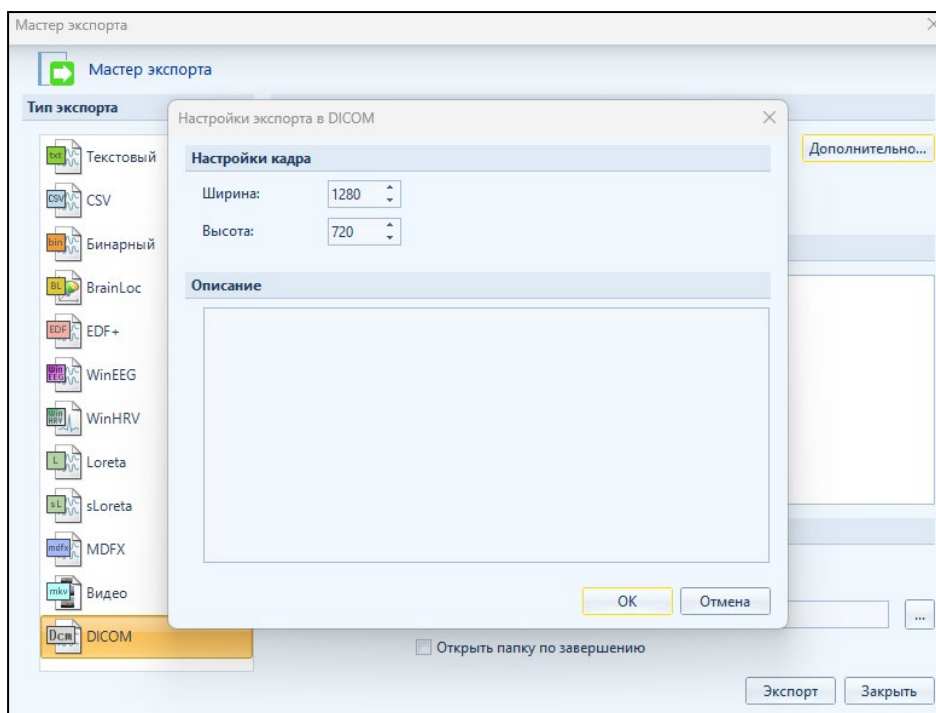 Мастер экспорта
Мастер экспорта
Тип экспорта
txt Текстовый
CSV CSV
bin Бинарный
BL BrainLoc
EDF EDF+
Win EEG WinEEG
Win HRV WinHRV
L Loreta
sL sLoreta
mdfx MDFX
mkv Видео
Dcm DICOM
Настройки экспорта в DICOM
Настройки кадра
Ширина: 1280
Высота: 720
Описание
OK Отмена
Дополнительно...
...
Открыть папку по завершению
Экспорт Закрыть